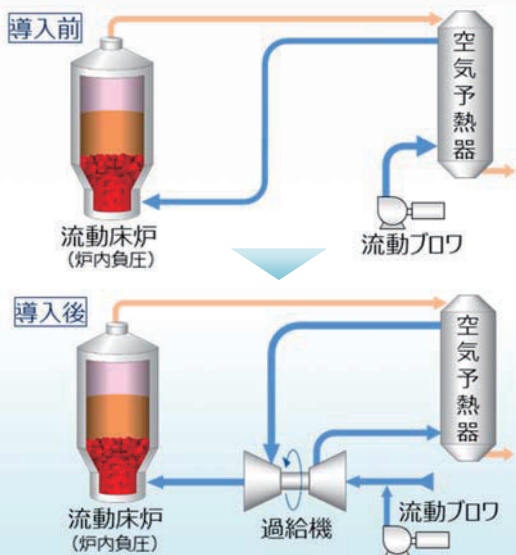 導入前
空気予熱器
流動床炉
(炉内負圧)
流動ブロワ
導入後
空気予熱器
流動床炉
(炉内負圧)
過給機
流動ブロワ